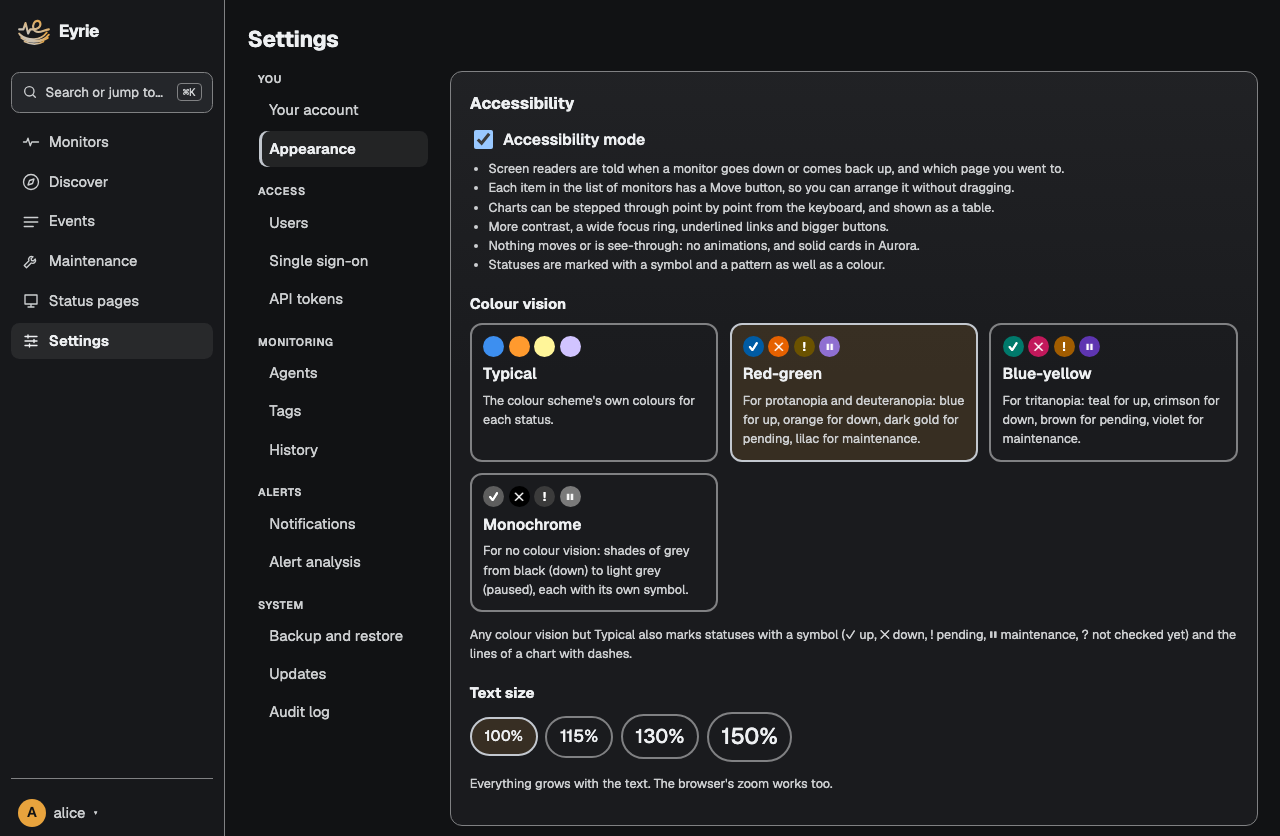 Eyrie
Search or jump to... ⌘K
Monitors
Discover
Events
Maintenance
Status pages
Settings
A alice
Settings
YOU
Your account
Appearance
ACCESS
Users
Single sign-on
API tokens
MONITORING
Agents
Tags
History
ALERTS
Notifications
Alert analysis
SYSTEM
Backup and restore
Updates
Audit log
Accessibility
Accessibility mode
• Screen readers are told when a monitor goes down or comes back up, and which page you went to.
• Each item in the list of monitors has a Move button, so you can arrange it without dragging.
• Charts can be stepped through point by point from the keyboard, and shown as a table.
• More contrast, a wide focus ring, underlined links and bigger buttons.
• Nothing moves or is see-through: no animations, and solid cards in Aurora.
• Statuses are marked with a symbol and a pattern as well as a colour.
Colour vision
Typical
The colour scheme's own colours for
each status.
Red-green
For protanopia and deuteranopia: blue
for up, orange for down, dark gold for
pending, lilac for maintenance.
Blue-yellow
For tritanopia: teal for up, crimson for
down, brown for pending, violet for
maintenance.
Monochrome
For no colour vision: shades of grey
from black (down) to light grey
(paused), each with its own symbol.
Any colour vision but Typical also marks statuses with a symbol (✓ up, ✕ down, ! pending, ⏸ maintenance, ? not checked yet) and the
lines of a chart with dashes.
Text size
100% 115% 130% 150%
Everything grows with the text. The browser's zoom works too.